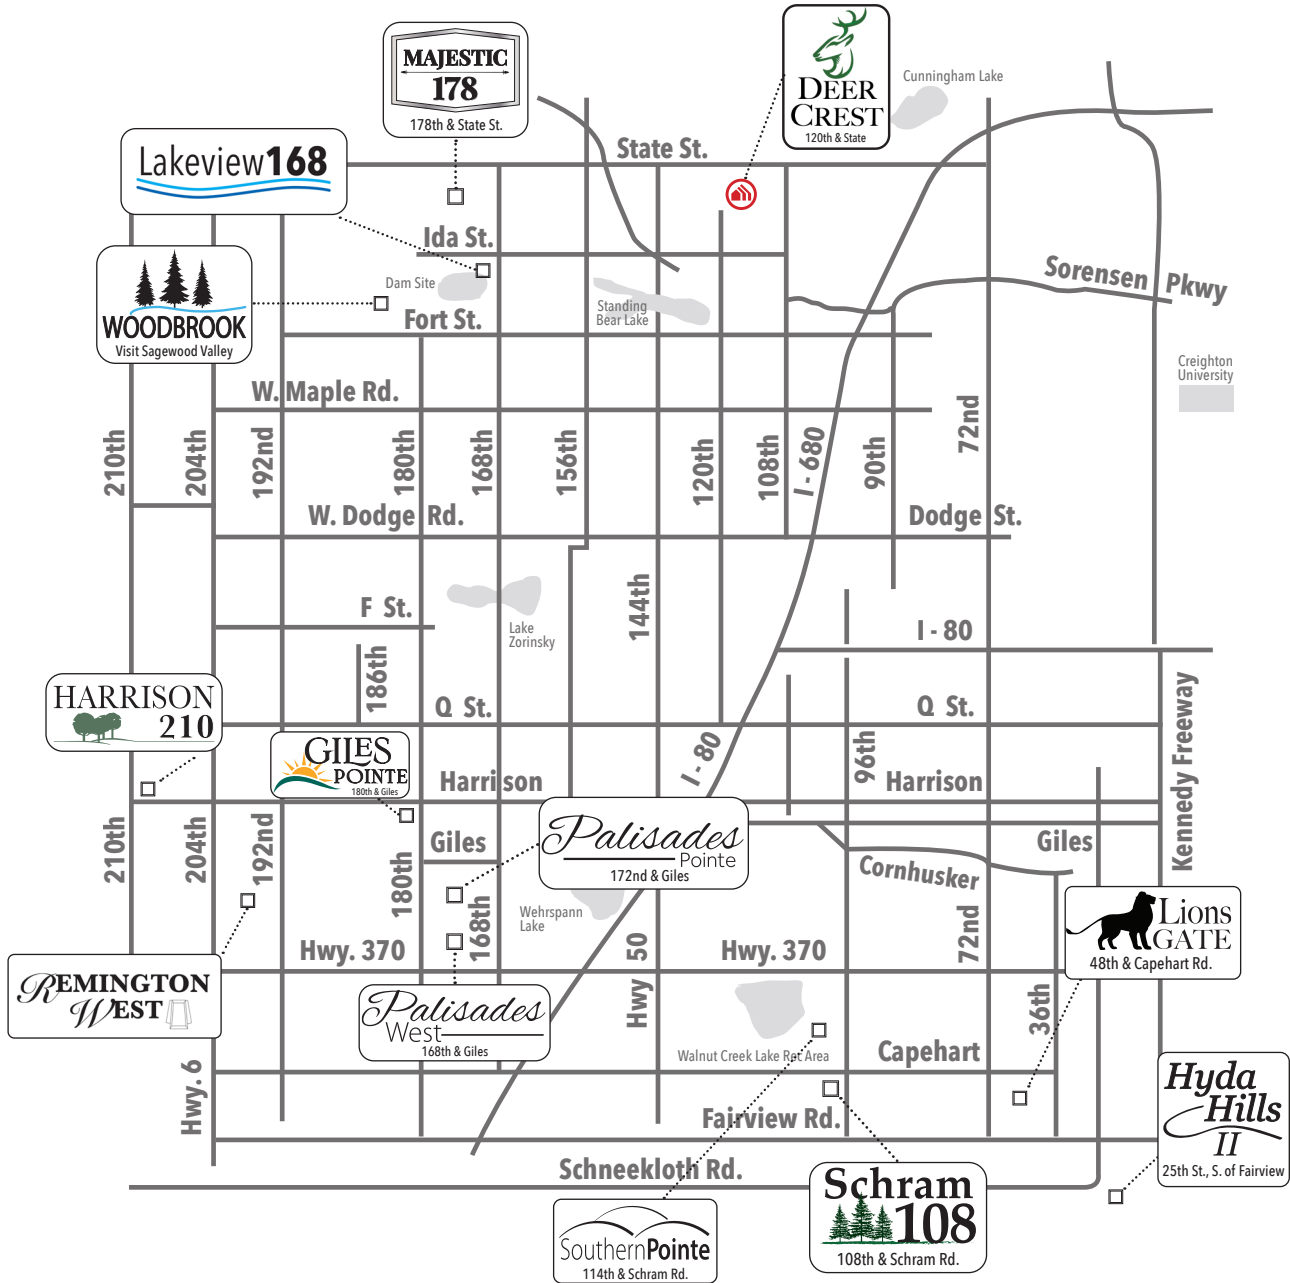 MAJESTIC
178
178th & State St.
DEER
CREST
120th & State
Cunningham Lake
Lakeview168
State St.
Ida St.
Dam Site
Standing
Bear Lake
Sorensen Pkwy
WOODBROOK
Visit Sagewood Valley
Fort St.
Creighton
University
W. Maple Rd.
210th
204th
192nd
180th
168th
156th
120th
108th
I - 680
90th
72nd
W. Dodge Rd.
Dodge St.
F St.
Lake
Zorinsky
144th
I - 80
186th
HARRISON
210
Q St.
Q St.
Kennedy Freeway
GILES
POINTE
180th & Giles
I - 80
96th
Harrison
Harrison
210th
204th
192nd
180th
Giles
168th
Palisades
Pointe
172nd & Giles
Giles
Cornhusker
Wehrspann
Lake
Lions
GATE
48th & Capehart Rd.
72nd
Hwy. 370
Hwy 50
Hwy. 370
REMINGTON
WEST
Palisades
West
168th & Giles
36th
Walnut Creek Lake Rec Area
Capehart
Hwy. 6
Hyda
Hills
II
25th St., S. of Fairview
Fairview Rd.
Schneekloth Rd.
Schram
108
108th & Schram Rd.
SouthernPointe
114th & Schram Rd.